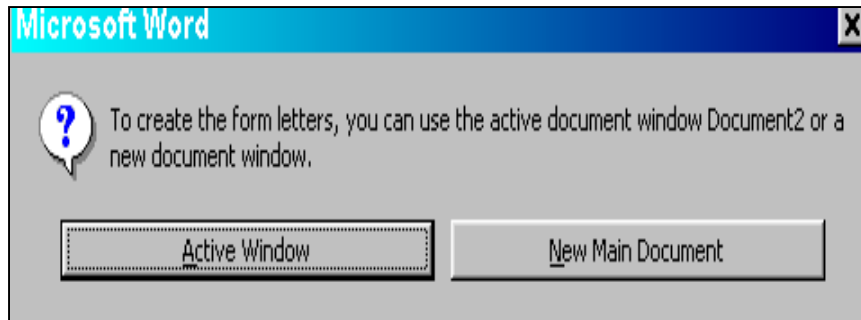 Microsoft Word
To create the form letters, you can use the active document window Document2 or a
new document window.
Active Window
New Main Document